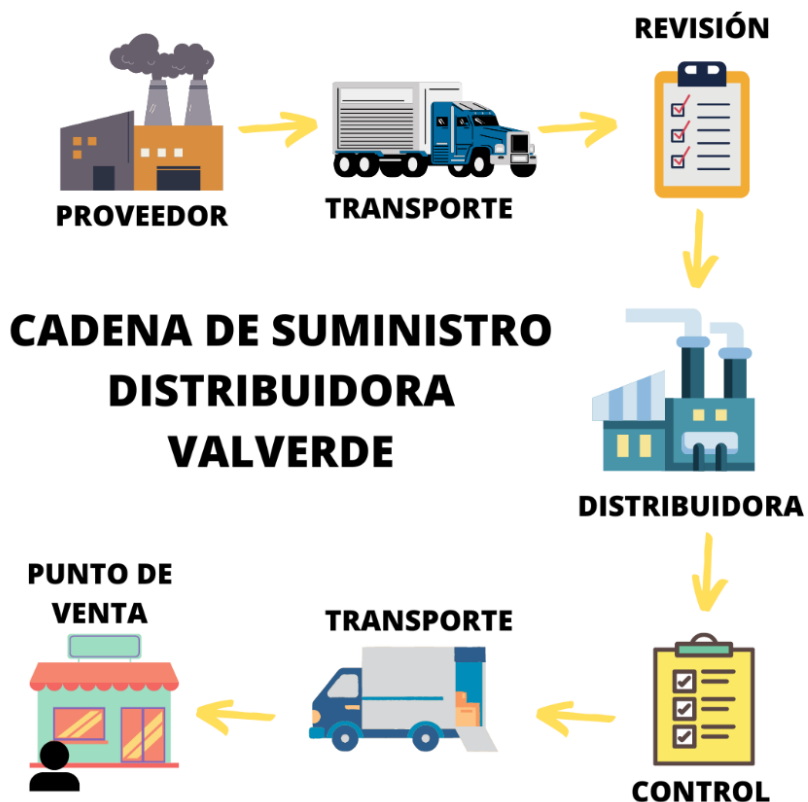 REVISIÓN
PROVEEDOR
TRANSPORTE
CADENA DE SUMINISTRO
DISTRIBUIDORA
VALVERDE
DISTRIBUIDORA
PUNTO DE
VENTA
TRANSPORTE
CONTROL